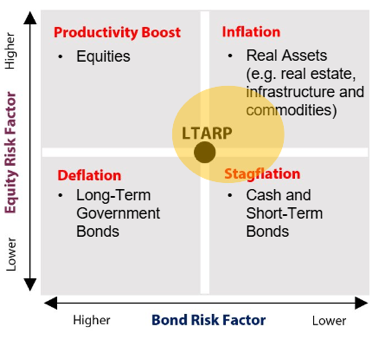 Higher
Equity Risk Factor
Lower
Productivity Boost
• Equities
Inflation
• Real Assets
(e.g. real estate,
infrastructure and
commodities)
LTARP
Deflation
• Long-Term
Government
Bonds
Stagflation
• Cash and
Short-Term
Bonds
Higher
Bond Risk Factor
Lower